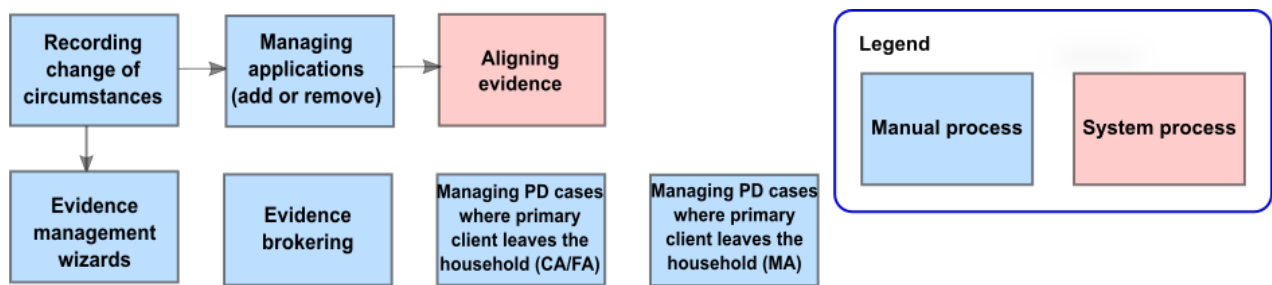 Recording
change of
circumstances
Managing
applications
(add or remove)
Aligning
evidence
Legend
Manual process
System process
Evidence
management
wizards
Evidence
brokering
Managing PD cases
where primary
client leaves the
household (CA/FA)
Managing PD cases
where primary
client leaves the
household (MA)